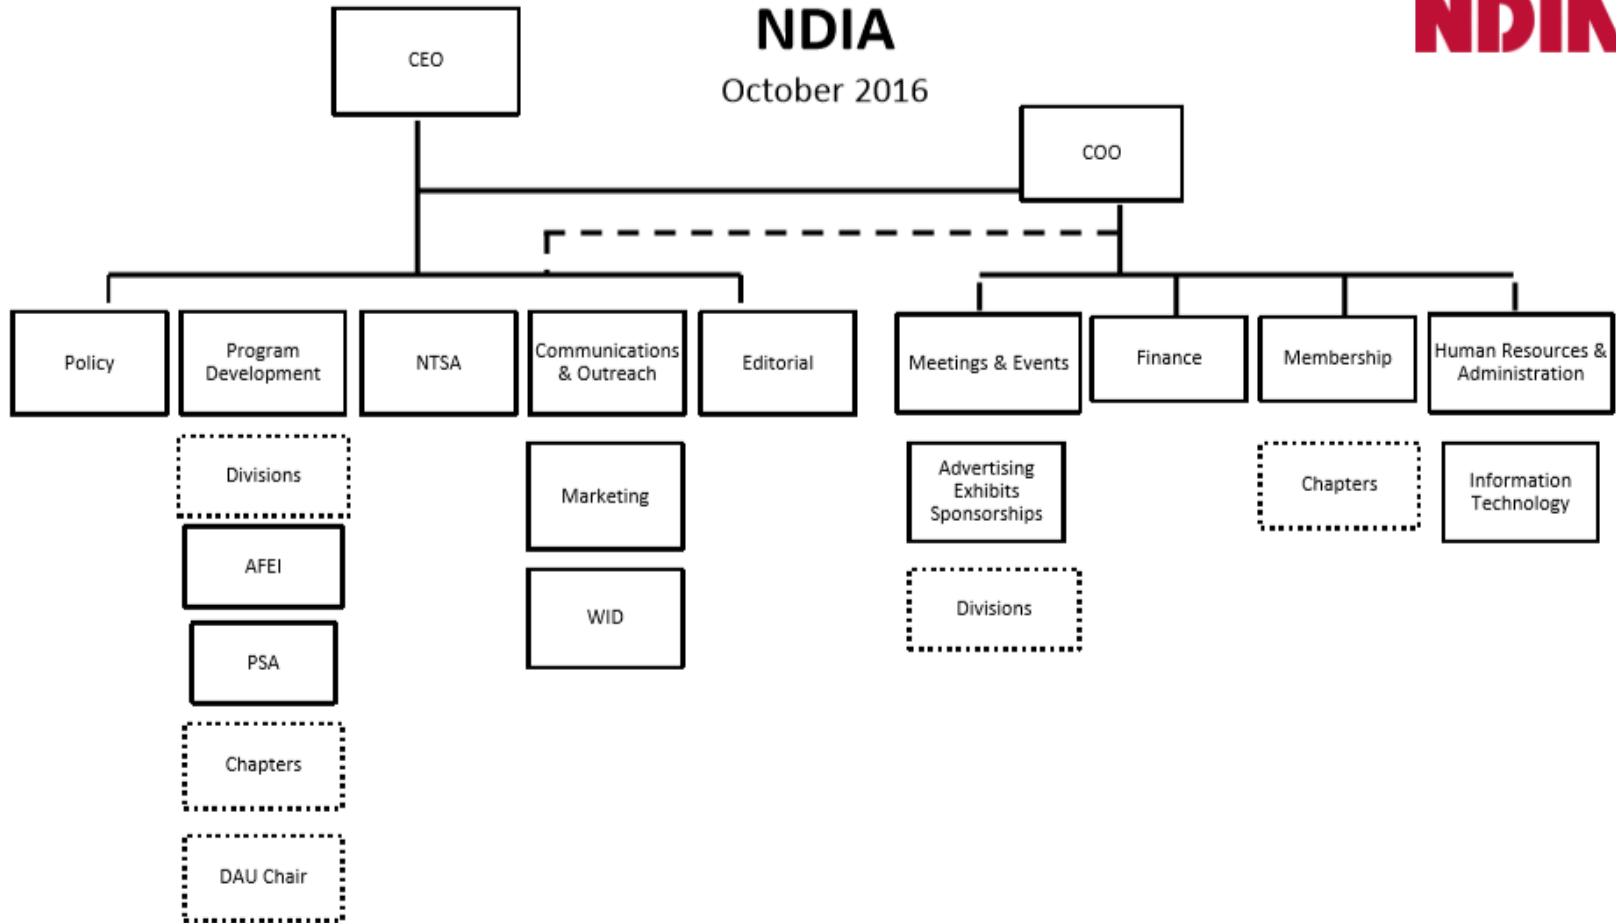 CEO
NDIA
October 2016
NDIA
COO
Policy
Program
Development
NTSA
Communications
& Outreach
Editorial
Meetings & Events
Finance
Membership
Human Resources &
Administration
Divisions
AFEI
PSA
Chapters
DAU Chair
Marketing
WID
Advertising
Exhibits
Sponsorships
Divisions
Chapters
Information
Technology